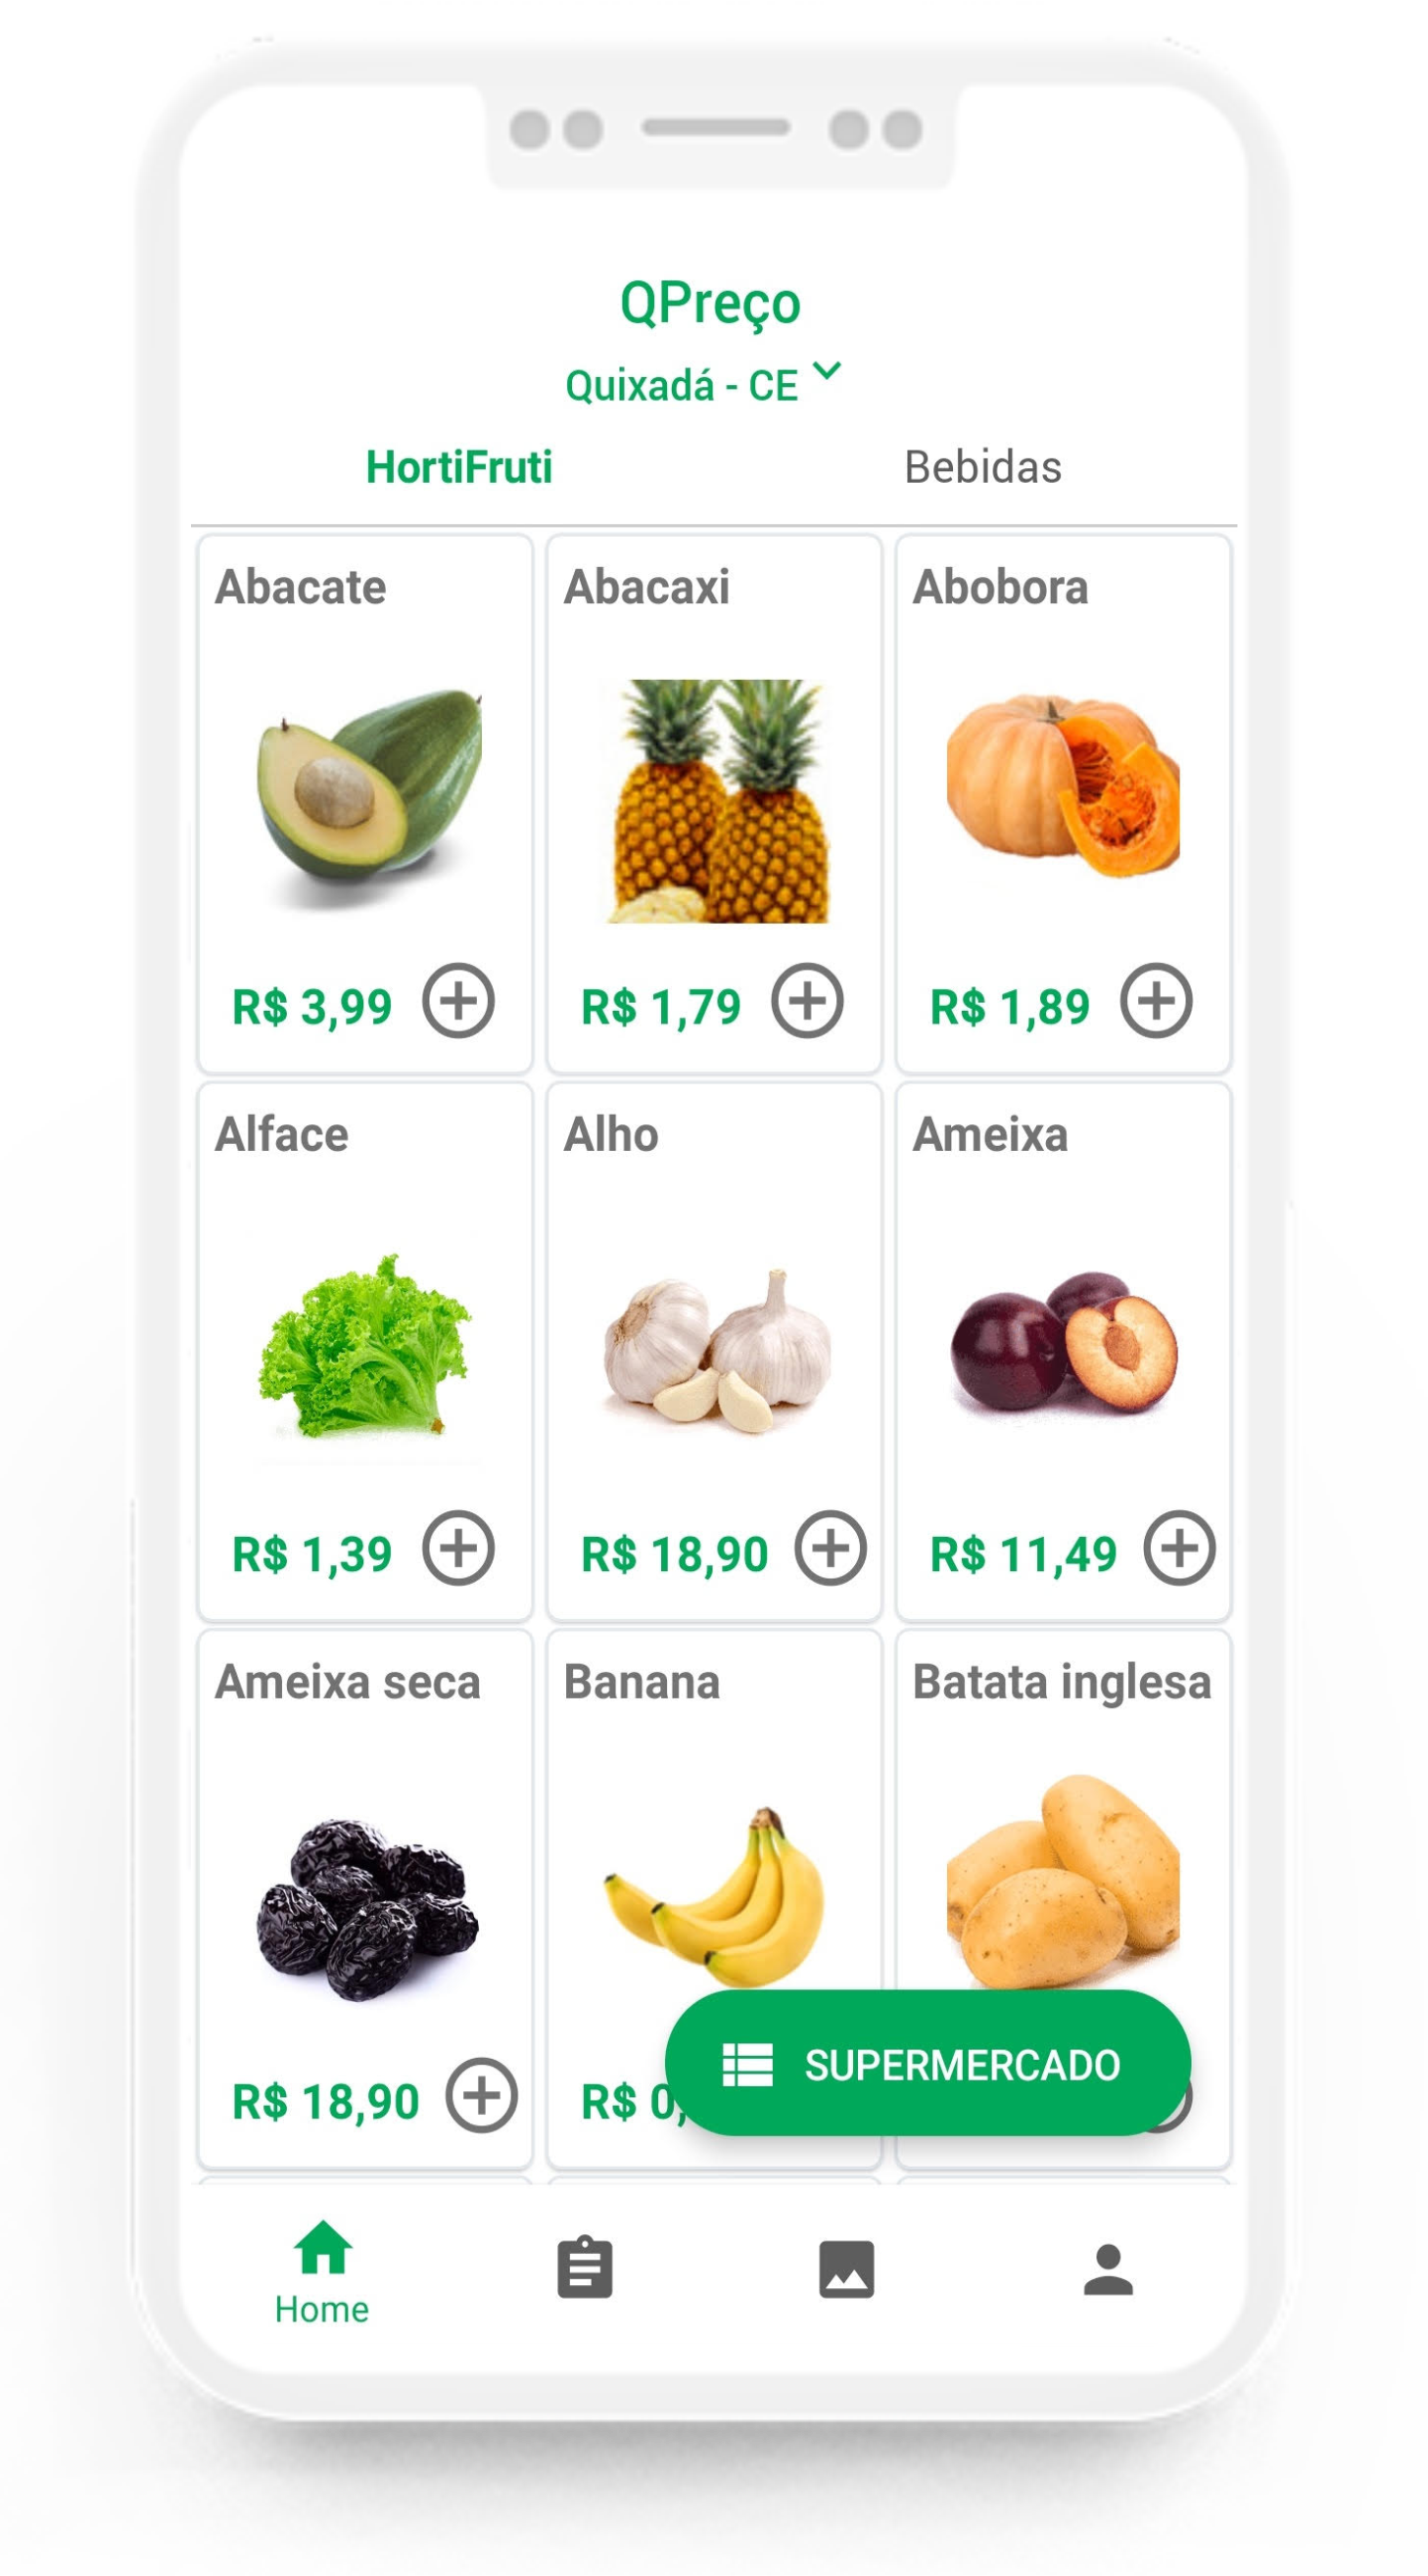 QPreço
Quixadá - CE
HortiFruti Bebidas
Abacate Abacaxi Abobora
R$ 3,99 R$ 1,79 R$ 1,89
Alface Alho Ameixa
R$ 1,39 R$ 18,90 R$ 11,49
Ameixa seca Banana Batata inglesa
SUPERMERCADO
R$ 18,90 R$ 0,
Home